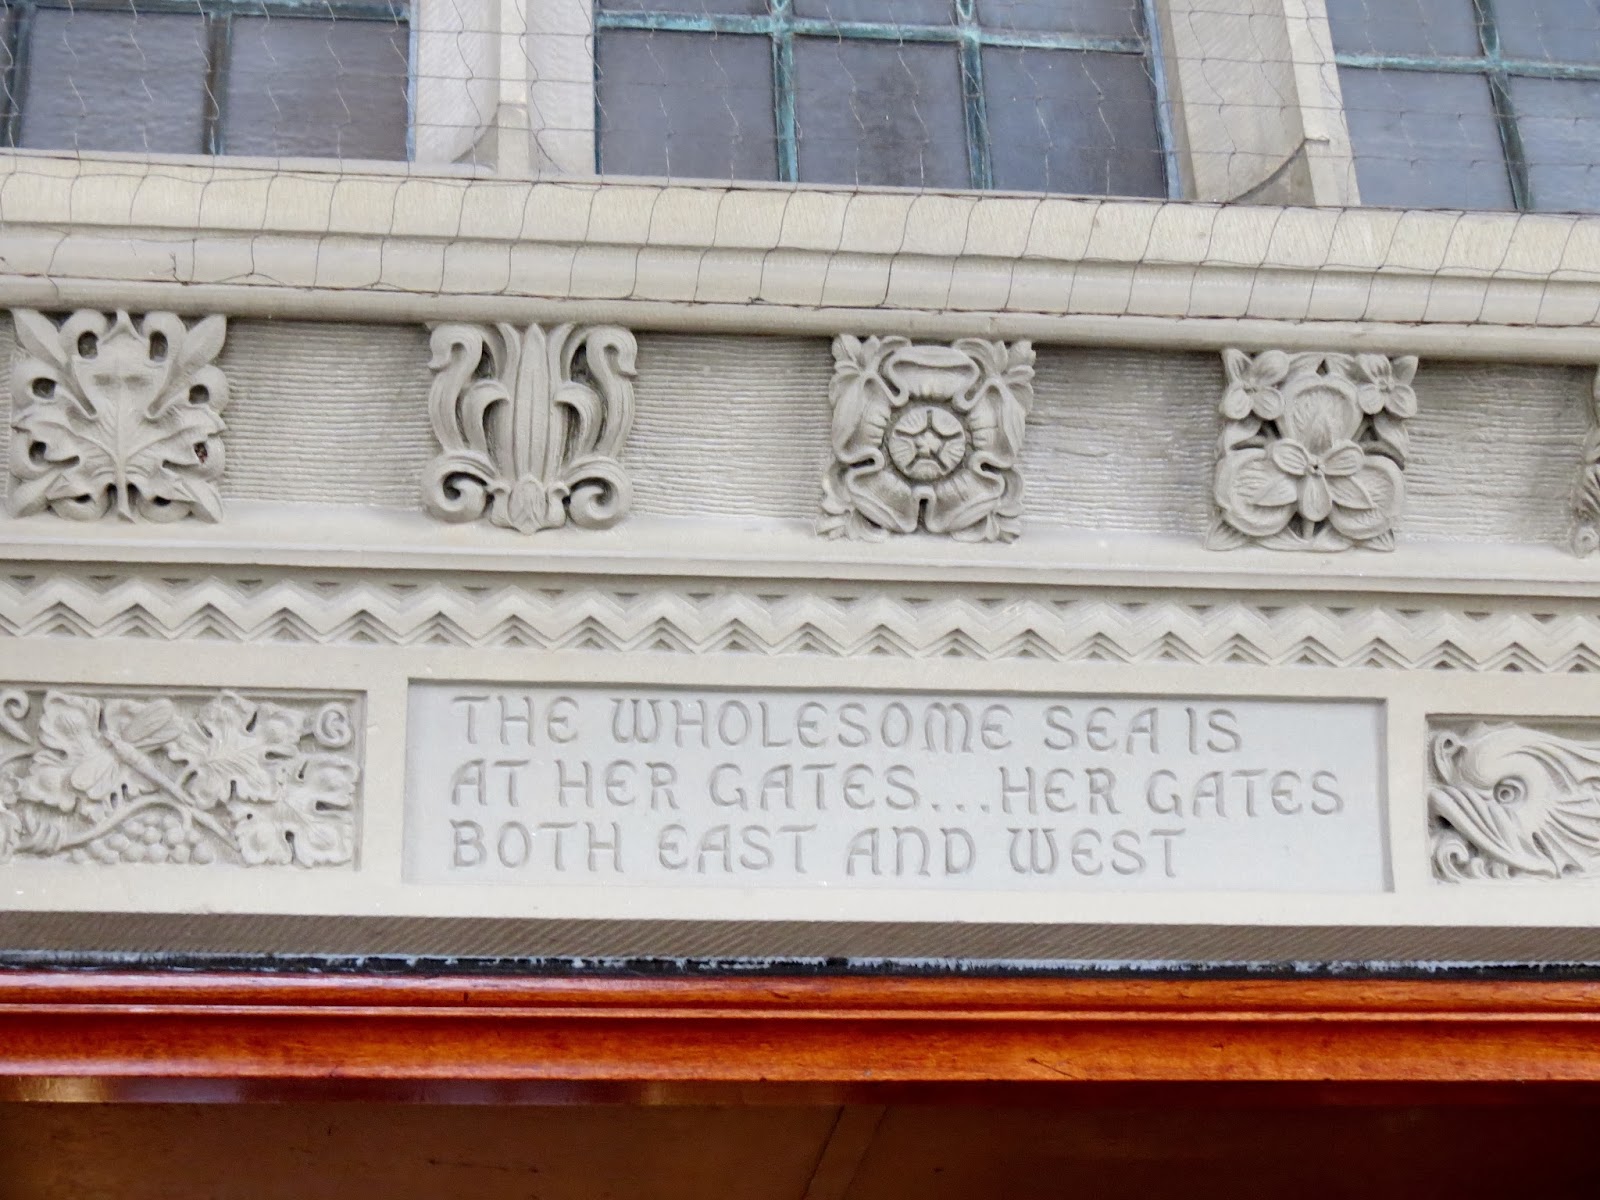 THE WHOLESOME SEA IS
AT HER GATES...HER GATES
BOTH EAST AND WEST